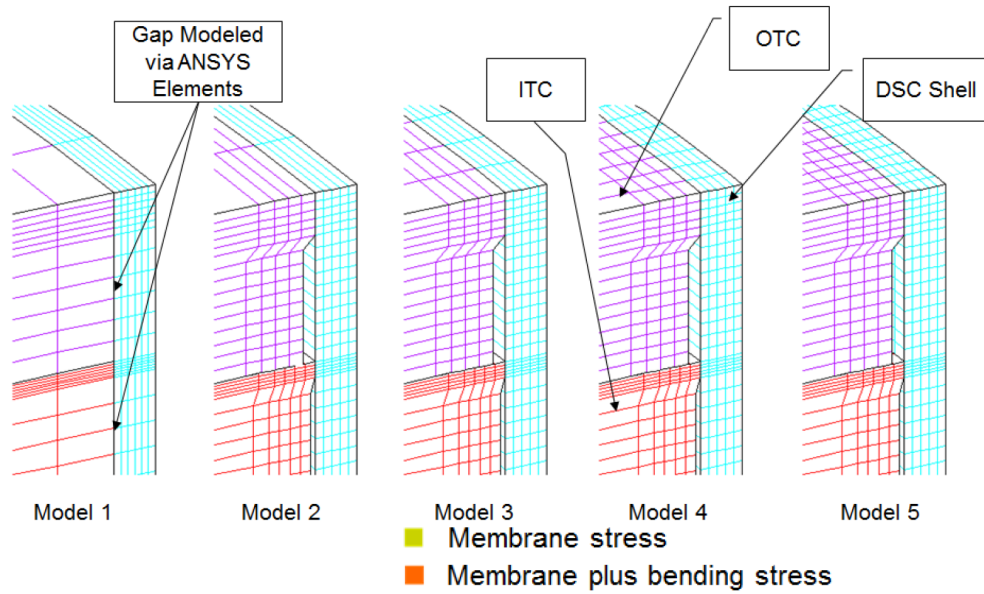 Gap Modeled
via ANSYS
Elements
ITC
OTC
DSC Shell
Model 1
Model 2
Model 3
Model 4
Model 5
Membrane stress
Membrane plus bending stress